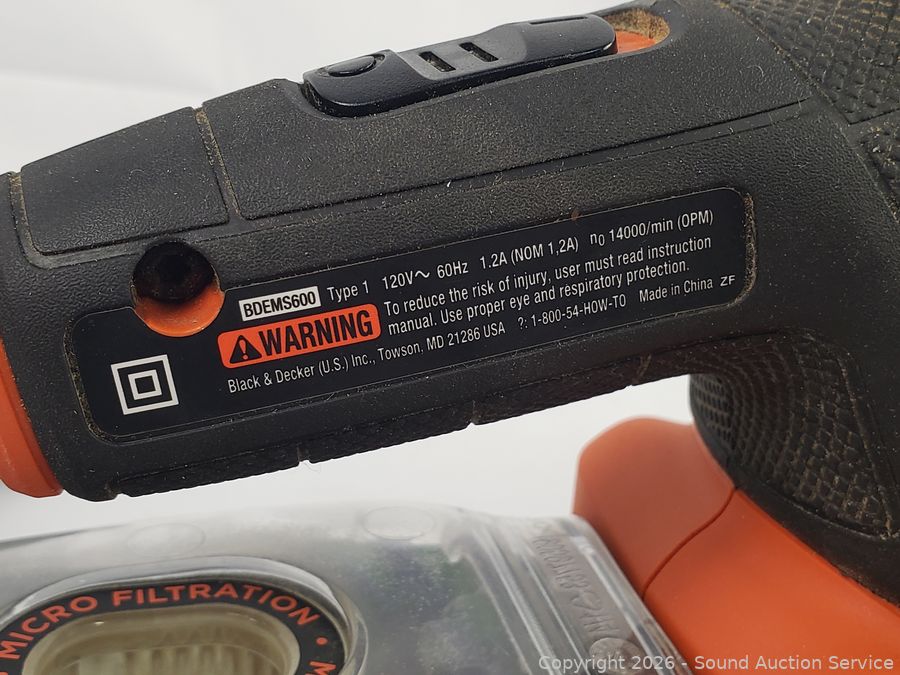 BDEMS600 Type 1 120V~ 60Hz 1.2A (NOM 1,2A) n0 14000/min (OPM)
WARNING To reduce the risk of injury, user must read instruction
manual. Use proper eye and respiratory protection.
Black & Decker (U.S.) Inc., Towson, MD 21286 USA ?: 1-800-54-HOW-TO Made in China ZF
MICRO FILTRATION • M
Copyright 2026 - Sound Auction Service